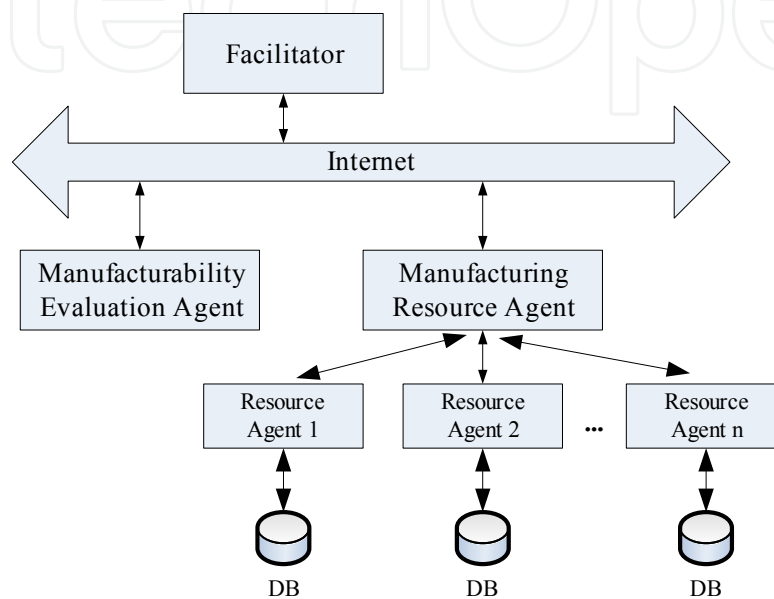 Facilitator
Internet
Manufacturability
Evaluation Agent
Manufacturing
Resource Agent
Resource
Agent 1
Resource
Agent 2
...
Resource
Agent n
DB
DB
DB